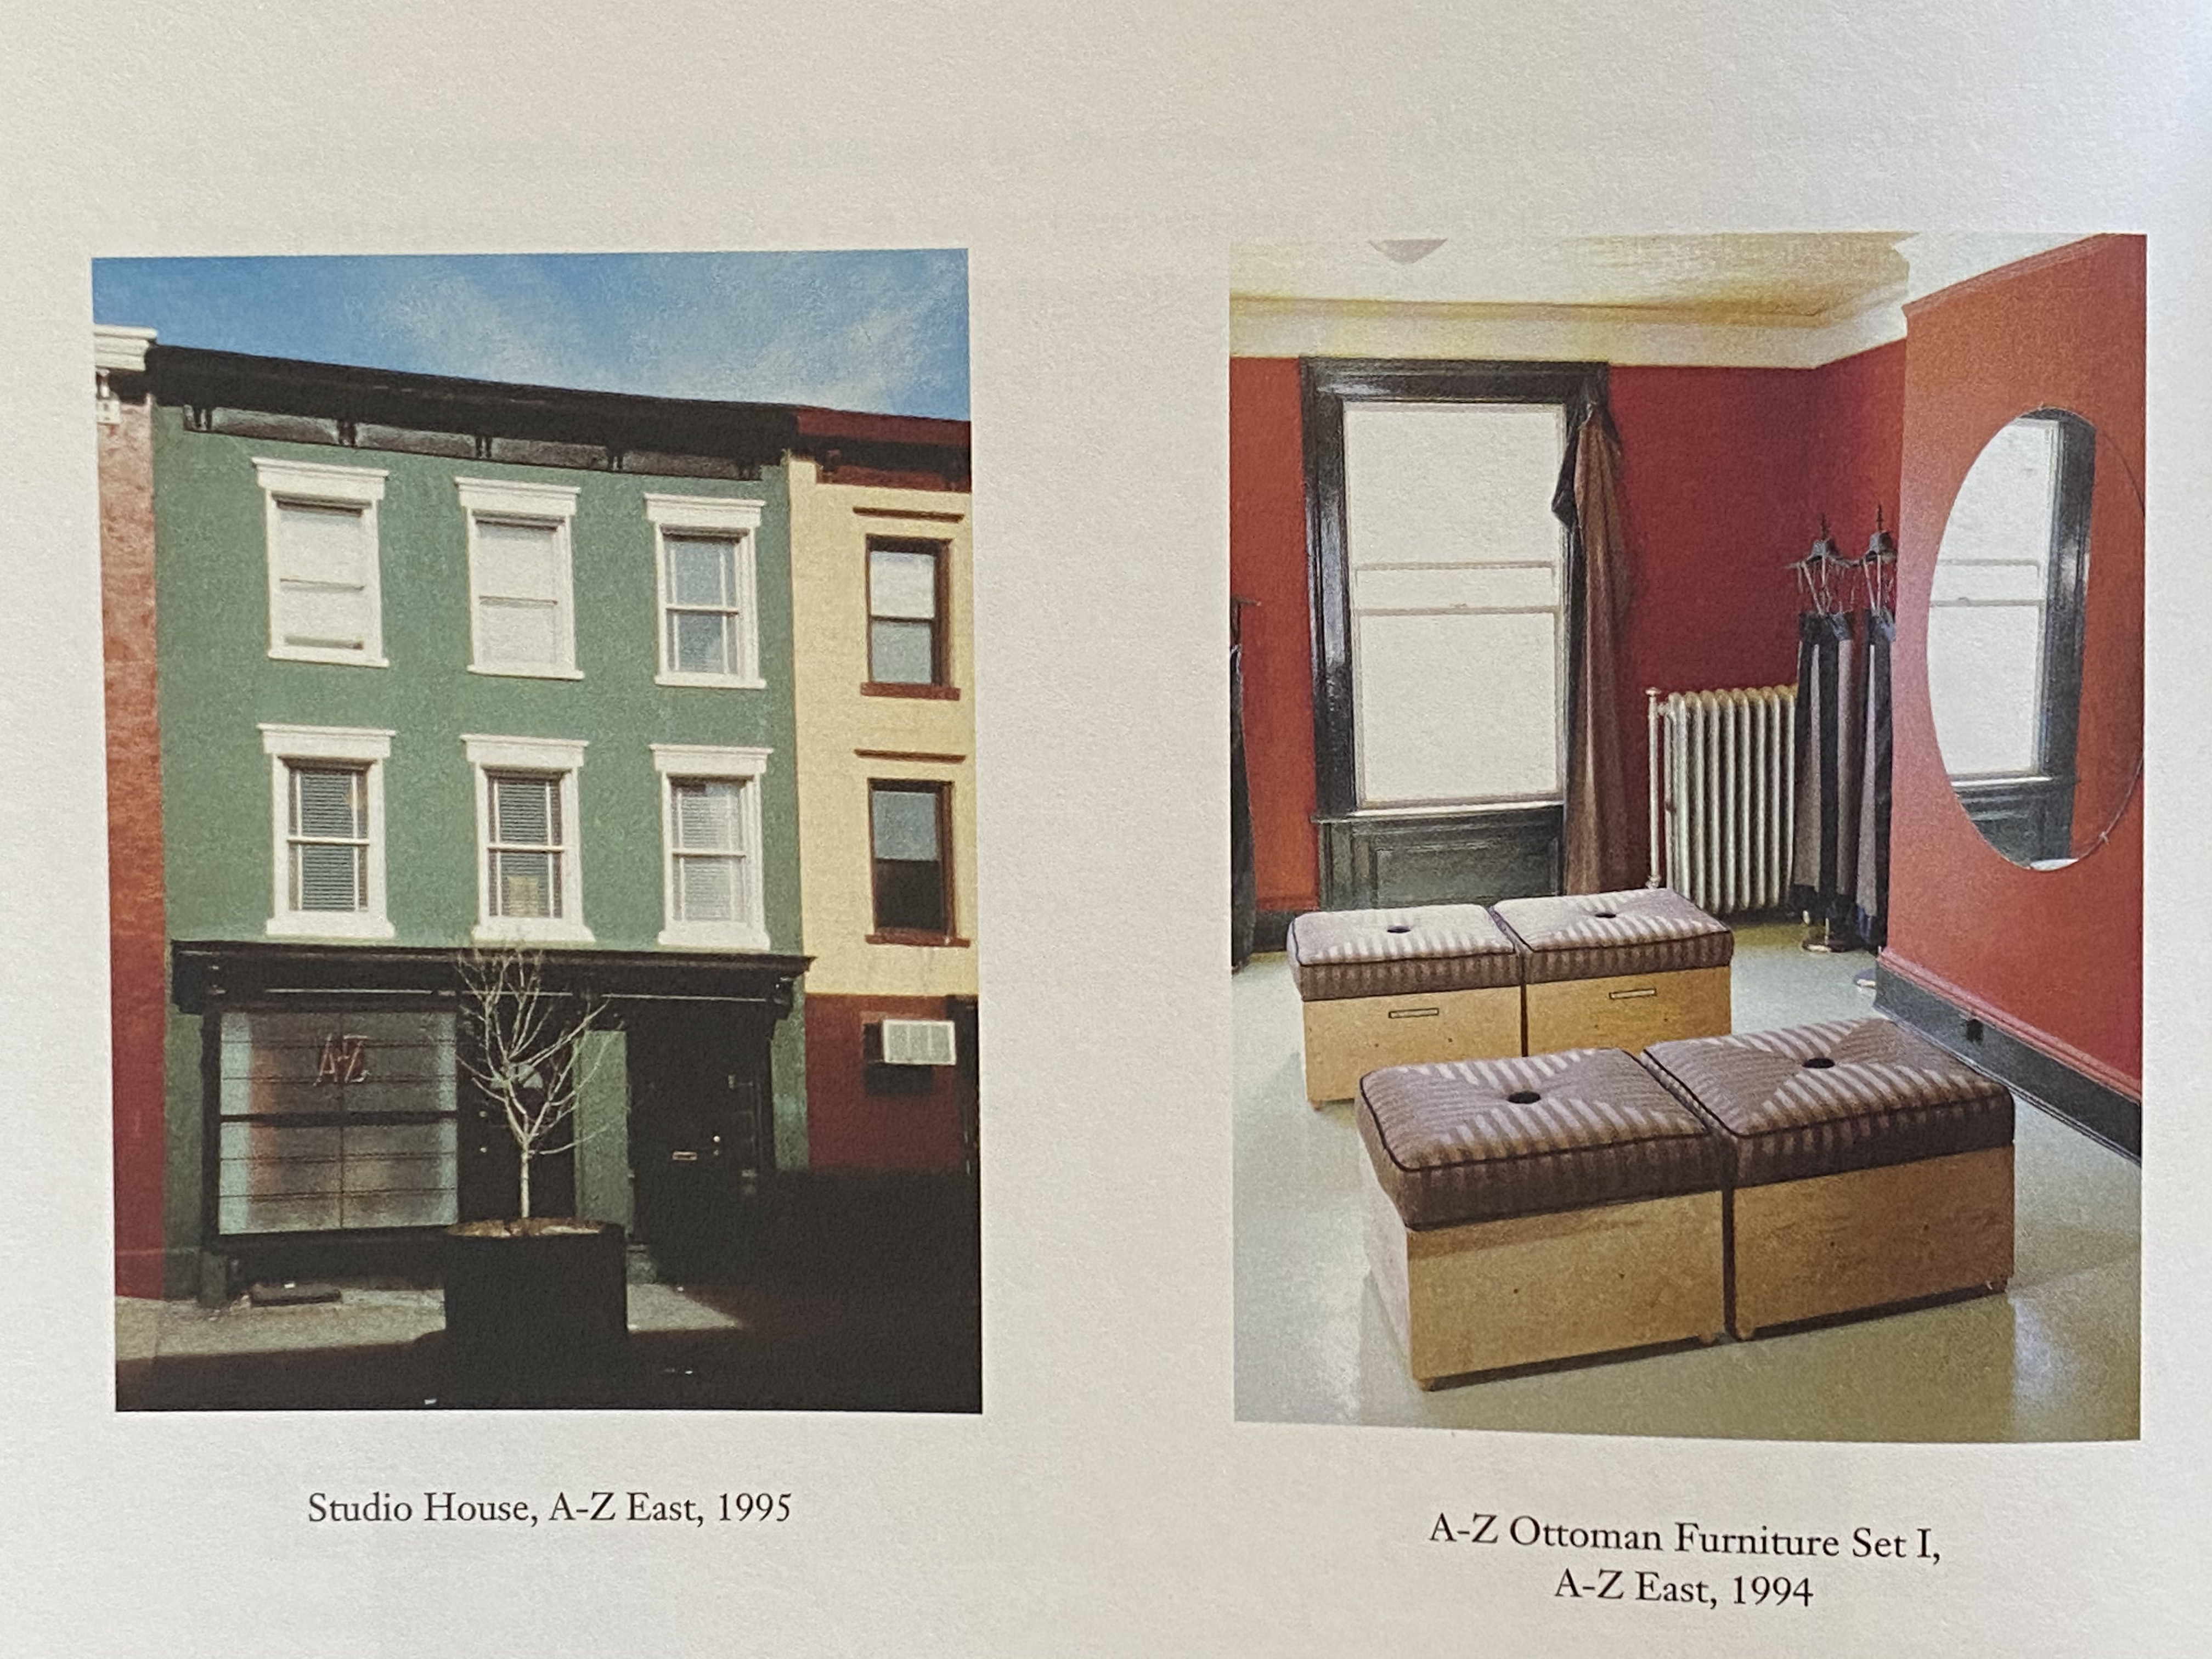 A-Z
Studio House, A-Z East, 1995
A-Z Ottoman Furniture Set I,
A-Z East, 1994